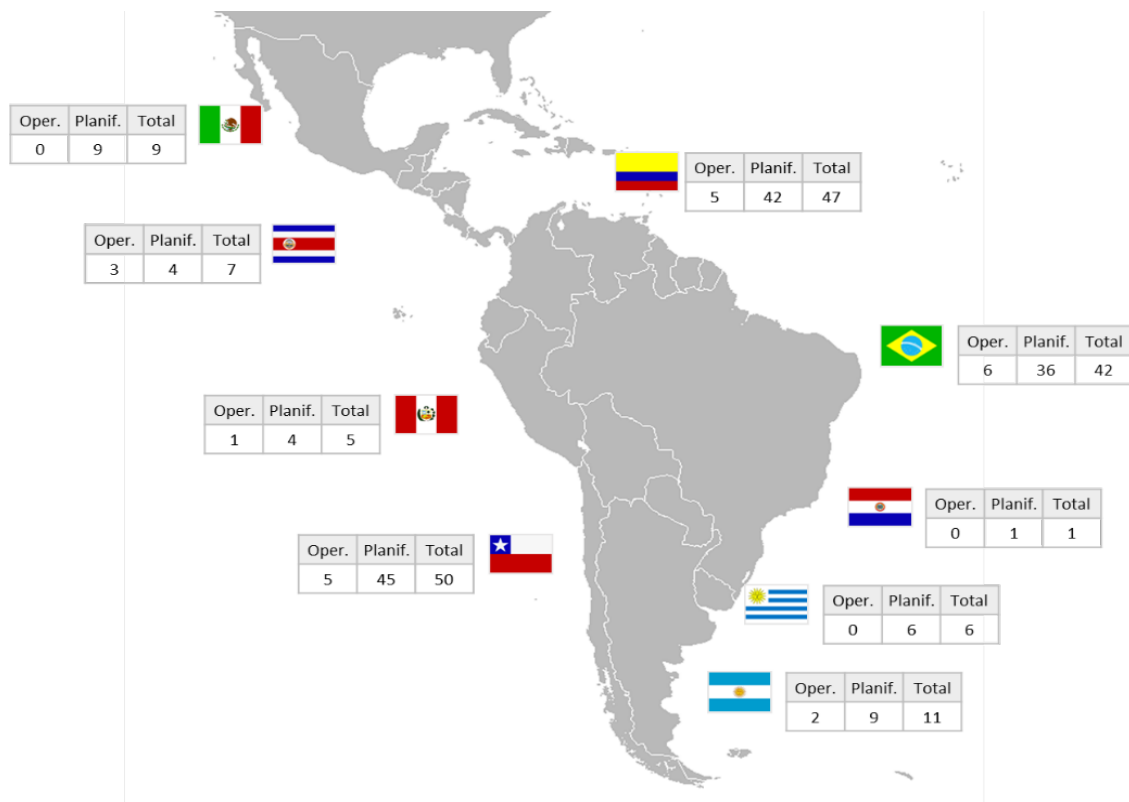 Oper. Planif. Total
0 9 9
Oper. Planif. Total
5 42 47
Oper. Planif. Total
3 4 7
Oper. Planif. Total
6 36 42
Oper. Planif. Total
1 4 5
Oper. Planif. Total
0 1 1
Oper. Planif. Total
5 45 50
Oper. Planif. Total
0 6 6
Oper. Planif. Total
2 9 11